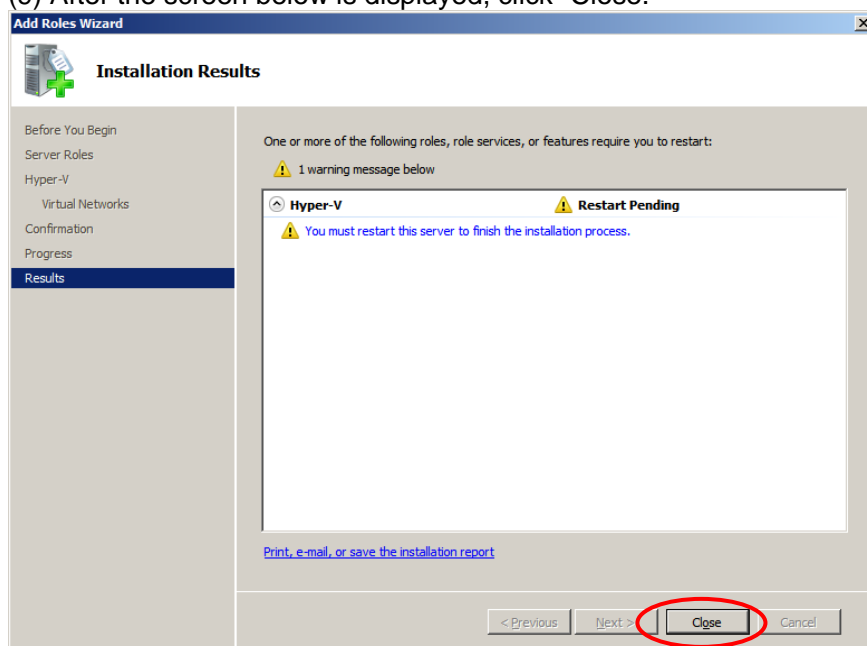 After the screen below is displayed, click "Close."
Add Roles Wizard
Installation Results
Before You Begin
Server Roles
Hyper-V
Virtual Networks
Confirmation
Progress
Results
One or more of the following roles, role services, or features require you to restart:
1 warning message below
Hyper-V
Restart Pending
You must restart this server to finish the installation process.
Print, e-mail, or save the installation report
< Previous
Next >
Close
Cancel